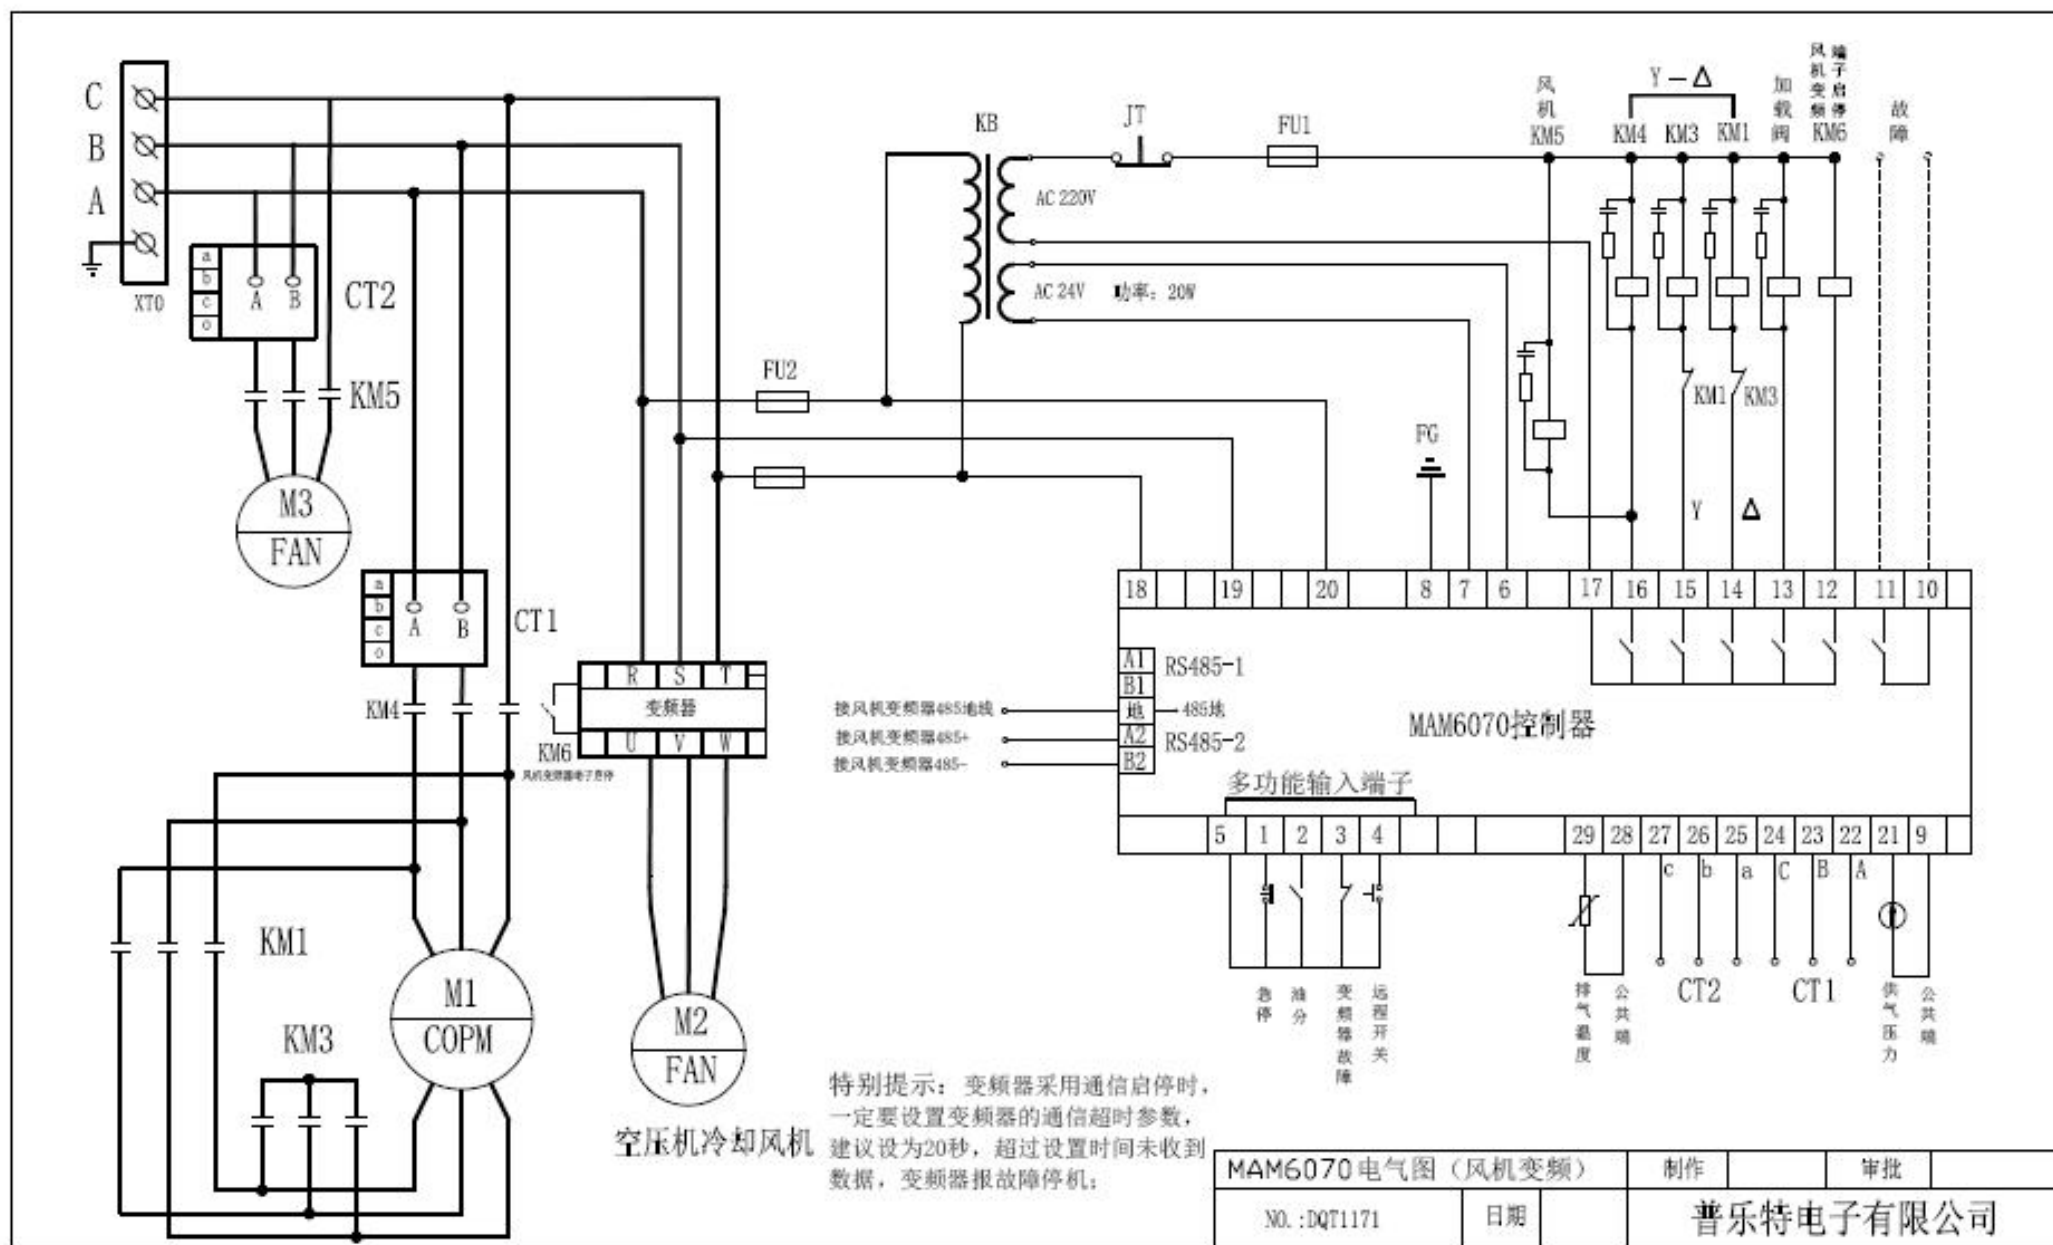 C
B
A
XT0
a
b
c
o
A
B
CT2
KM5
M3
FAN
a
b
c
o
A
B
CT1
KM4
KM1
KM3
M1
COPM
R
S
T
变频器
U
V
W
KM6
风机变频器端子启停
M2
FAN
空压机冷却风机
FU2
KB
JT
FU1
AC 220V
AC 24V
功率：20W
FG
风机
KM5
Y-Δ
KM4
KM3
KM1
加载阀
风机变频
端子启停
KM6
故障
KM1
KM3
Y
Δ
18
19
20
8
7
6
17
16
15
14
13
12
11
10
A1
B1
地
A2
B2
RS485-1
485地
RS485-2
接风机变频器485地线
接风机变频器485+
接风机变频器485-
MAM6070控制器
多功能输入端子
5
1
2
3
4
29
28
27
26
25
24
23
22
21
9
c
b
a
C
B
A
CT2
CT1
急停
油分
变频器故障
远程开关
排气温度
公共端
供气压力
公共端
特别提示：变频器采用通信启停时，
一定要设置变频器的通信超时参数，
建议设为20秒，超过设置时间未收到
数据，变频器报故障停机；
MAM6070电气图（风机变频）
制作
审批
NO.:DQT1171
日期
普乐特电子有限公司